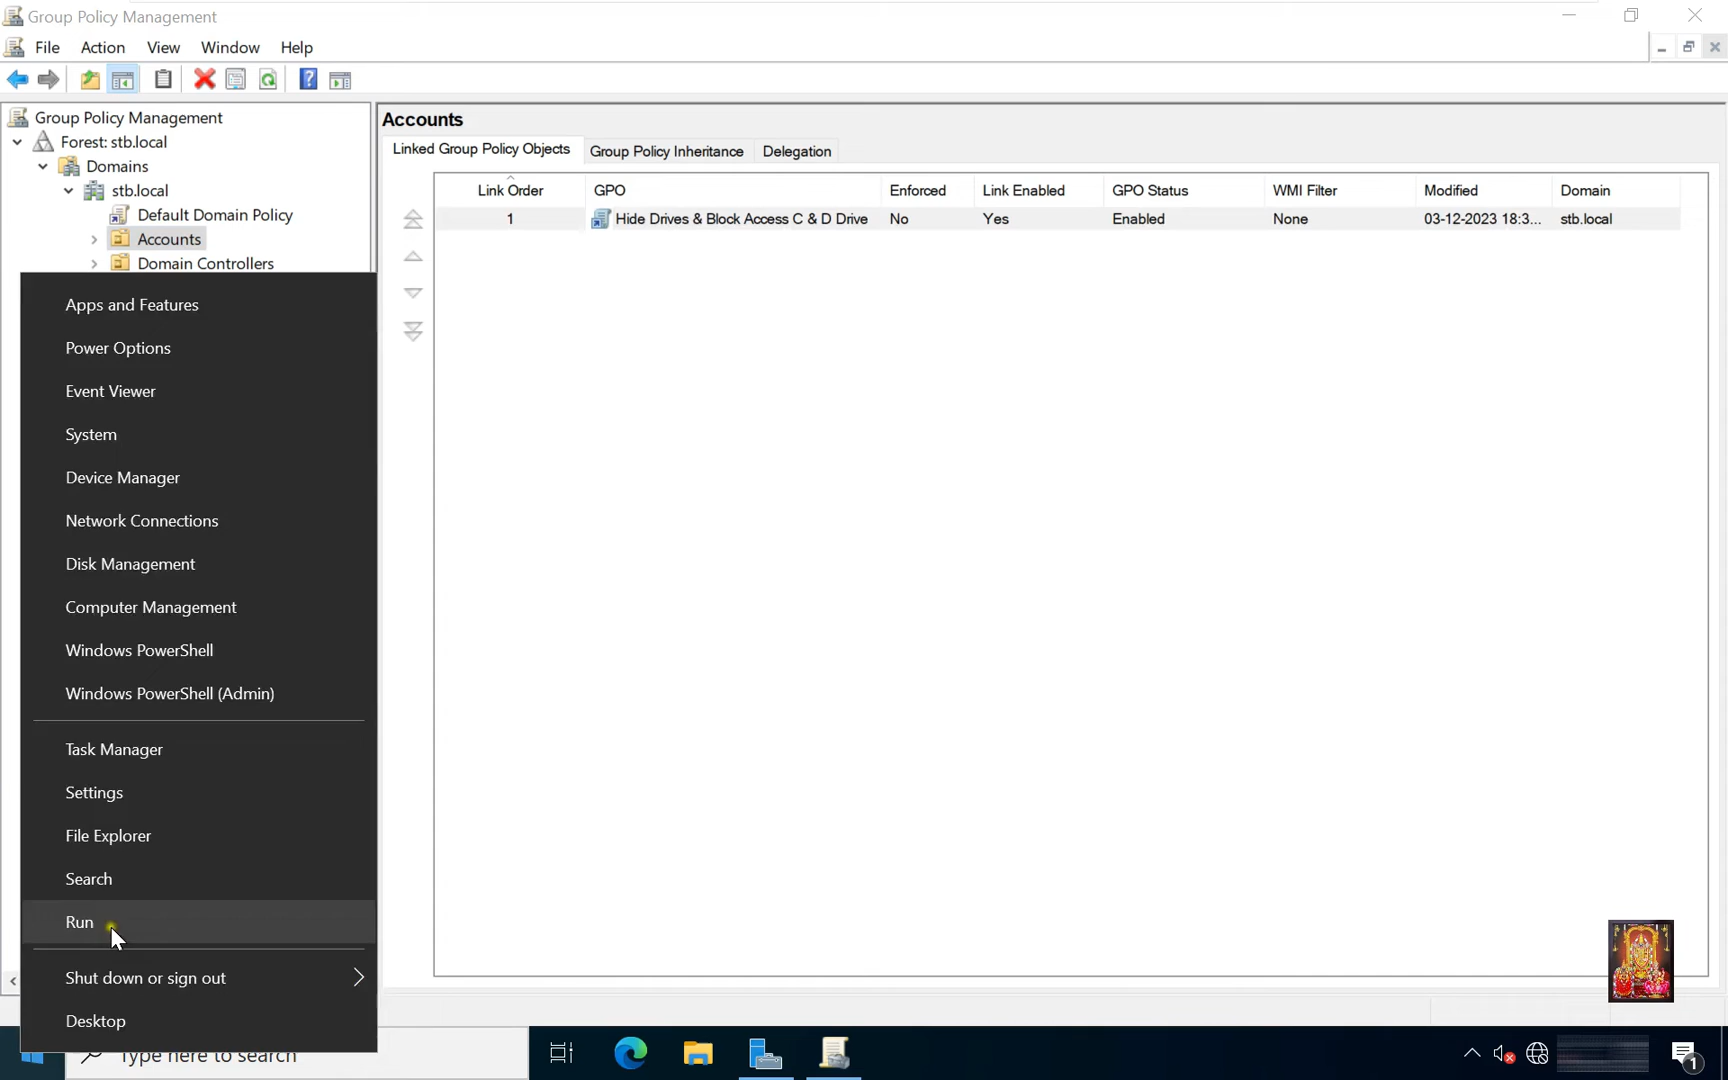 Group Policy Management
File Action View Window Help
Group Policy Management
Forest: stb.local
Domains
stb.local
Default Domain Policy
Accounts
Domain Controllers
Accounts
Linked Group Policy Objects Group Policy Inheritance Delegation
Link Order GPO Enforced Link Enabled GPO Status WMI Filter Modified Domain
1 Hide Drives & Block Access C & D Drive No Yes Enabled None 03-12-2023 18:3... stb.local
Apps and Features
Power Options
Event Viewer
System
Device Manager
Network Connections
Disk Management
Computer Management
Windows PowerShell
Windows PowerShell (Admin)
Task Manager
Settings
File Explorer
Search
Run
Shut down or sign out
Desktop
Type here to search
1